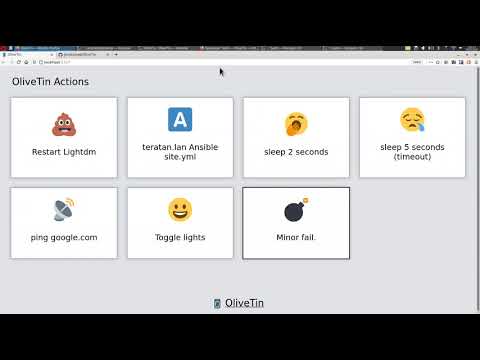 OliveTin Actions
Restart Lightdm
teratan.lan Ansible
site.yml
sleep 2 seconds
sleep 5 seconds
(timeout)
ping google.com
Toggle lights
Minor fail.
OliveTin